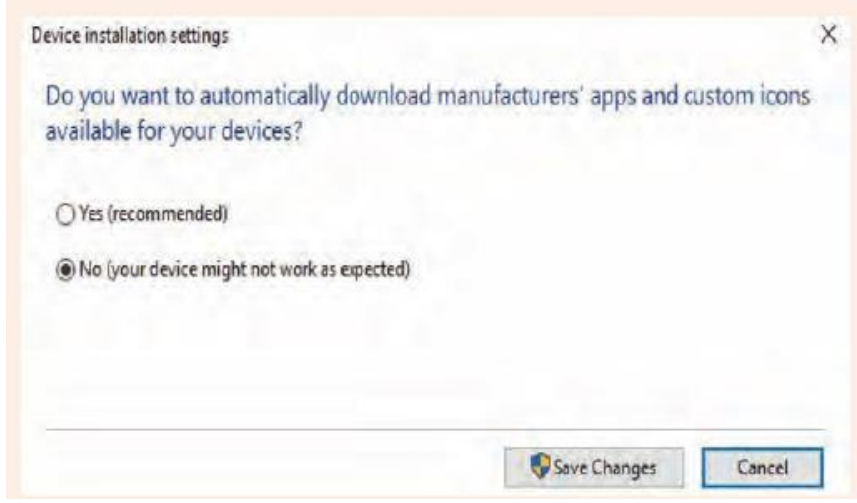 Device installation settings
Do you want to automatically download manufacturers' apps and custom icons
available for your devices?
Yes (recommended)
No (your device might not work as expected)
Save Changes
Cancel